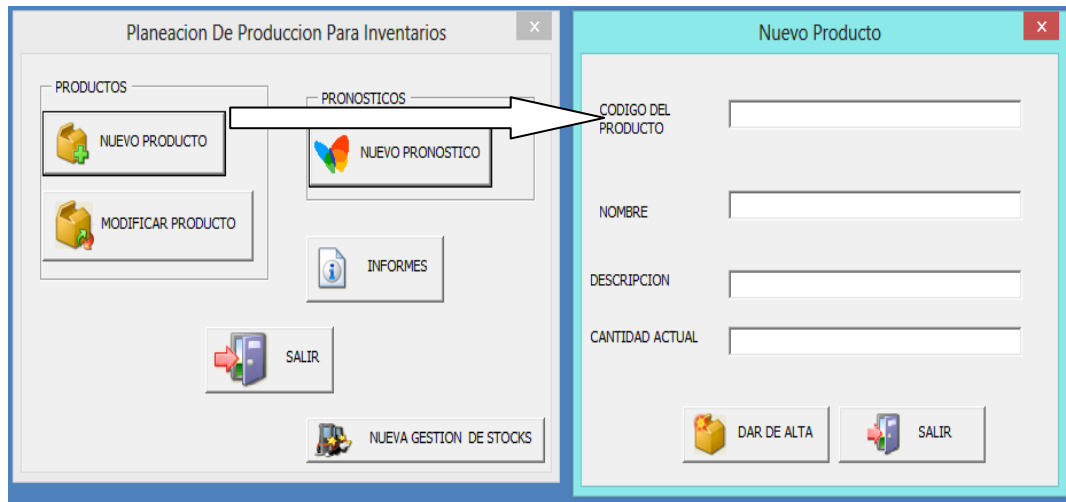 Planeacion De Produccion Para Inventarios
x
PRODUCTOS
NUEVO PRODUCTO
MODIFICAR PRODUCTO
PRONOSTICOS
NUEVO PRONOSTICO
INFORMES
SALIR
NUEVA GESTION DE STOCKS
Nuevo Producto
x
CODIGO DEL
PRODUCTO
NOMBRE
DESCRIPCION
CANTIDAD ACTUAL
DAR DE ALTA
SALIR